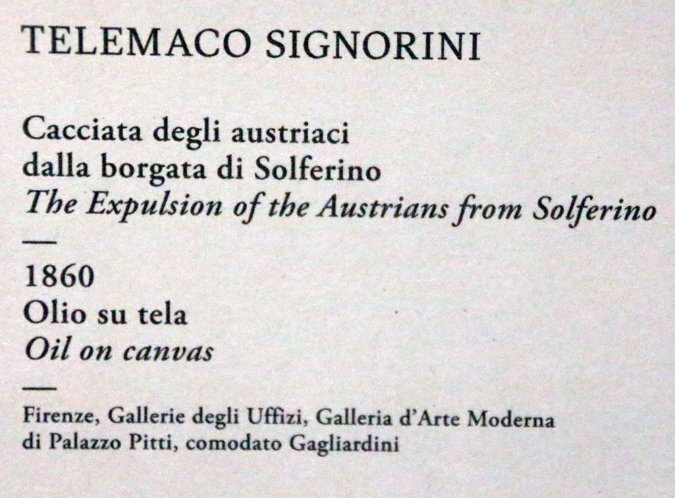 TELEMACO SIGNORINI
Cacciata degli austriaci
dalla borgata di Solferino
The Expulsion of the Austrians from Solferino
1860
Olio su tela
Oil on canvas
Firenze, Gallerie degli Uffizi, Galleria d'Arte Moderna
di Palazzo Pitti, comodato Gagliardini